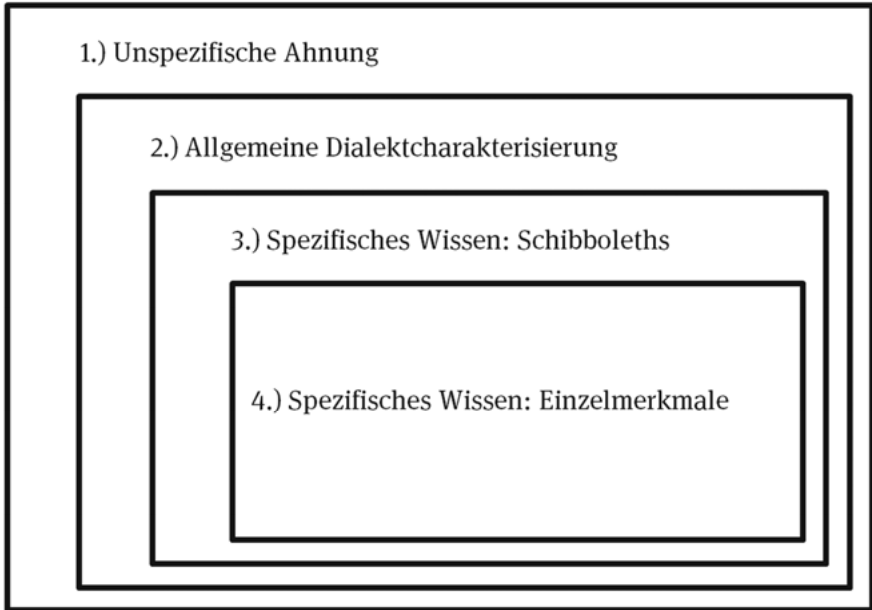 1.) Unspezifische Ahnung
2.) Allgemeine Dialektcharakterisierung
3.) Spezifisches Wissen: Schibboleths
4.) Spezifisches Wissen: Einzelmerkmale